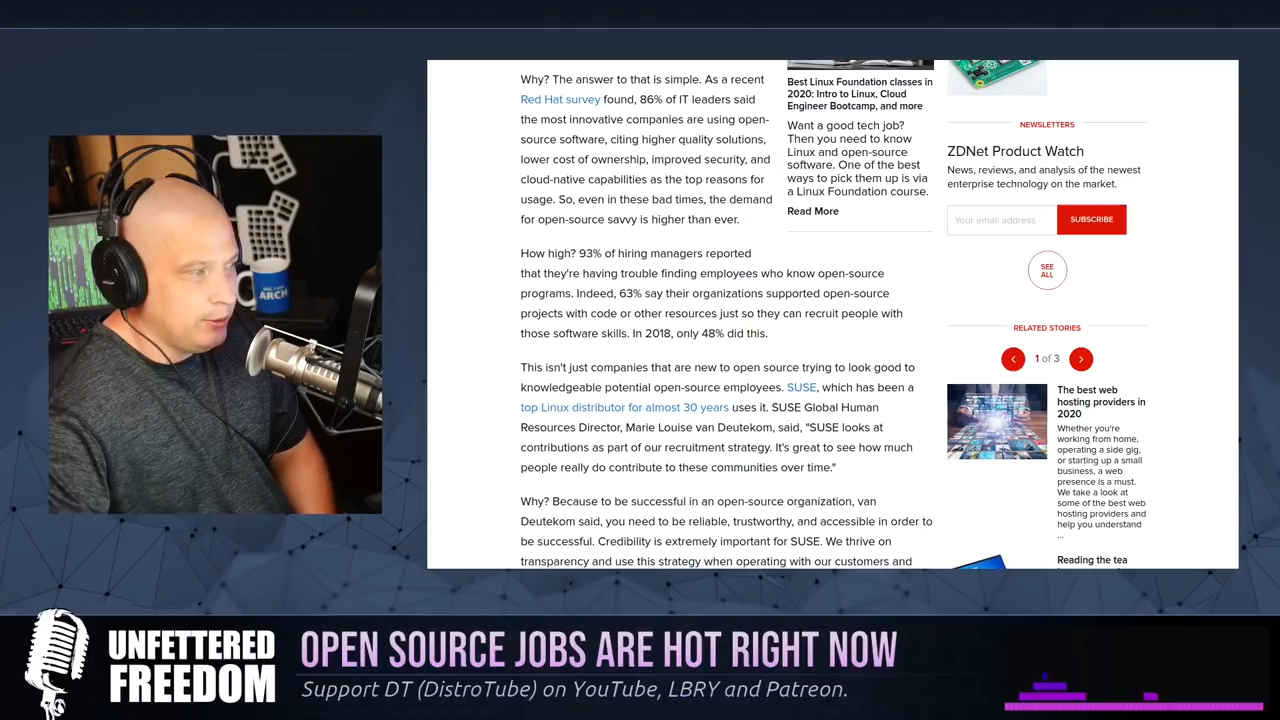 Why? The answer to that is simple. As a recent
Red Hat survey found, 86% of IT leaders said
the most innovative companies are using open-
source software, citing higher quality solutions,
lower cost of ownership, improved security, and
cloud-native capabilities as the top reasons for
usage. So, even in these bad times, the demand
for open-source savvy is higher than ever.
How high? 93% of hiring managers reported
that they're having trouble finding employees who know open-source
programs. Indeed, 63% say their organizations supported open-source
projects with code or other resources just so they can recruit people with
those software skills. In 2018, only 48% did this.
This isn't just companies that are new to open source trying to look good to
knowledgeable potential open-source employees. SUSE, which has been a
top Linux distributor for almost 30 years uses it. SUSE Global Human
Resources Director, Marie Louise van Deutekom, said, "SUSE looks at
contributions as part of our recruitment strategy. It's great to see how much
people really do contribute to these communities over time."
Why? Because to be successful in an open-source organization, van
Deutekom said, you need to be reliable, trustworthy, and accessible in order to
be successful. Credibility is extremely important for SUSE. We thrive on
transparency and use this strategy when operating with our customers and
Best Linux Foundation classes in
2020: Intro to Linux, Cloud
Engineer Bootcamp, and more
Want a good tech job?
Then you need to know
Linux and open-source
software. One of the best
ways to pick them up is via
a Linux Foundation course.
Read More
NEWSLETTERS
ZDNet Product Watch
News, reviews, and analysis of the newest
enterprise technology on the market.
Your email address
SUBSCRIBE
SEE
ALL
RELATED STORIES
1 of 3
The best web
hosting providers in
2020
Whether you're
working from home,
operating a side gig,
or starting up a small
business, a web
presence is a must.
We take a look at
some of the best web
hosting providers and
help you understand
...
Reading the tea
ARCH
UNFETTERED
FREEDOM
OPEN SOURCE JOBS ARE HOT RIGHT NOW
Support DT (DistroTube) on YouTube, LBRY and Patreon.